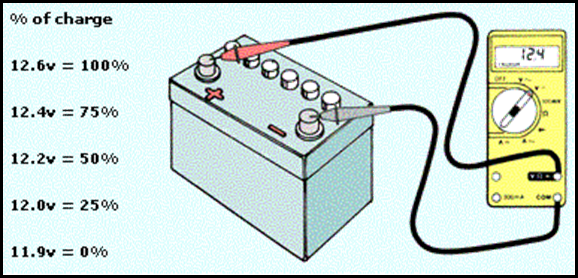 % of charge
12.6v = 100%
12.4v = 75%
12.2v = 50%
12.0v = 25%
11.9v = 0%
+
-
12.4
OFF
V
Ω
A
A
V Ω
300mA
COM